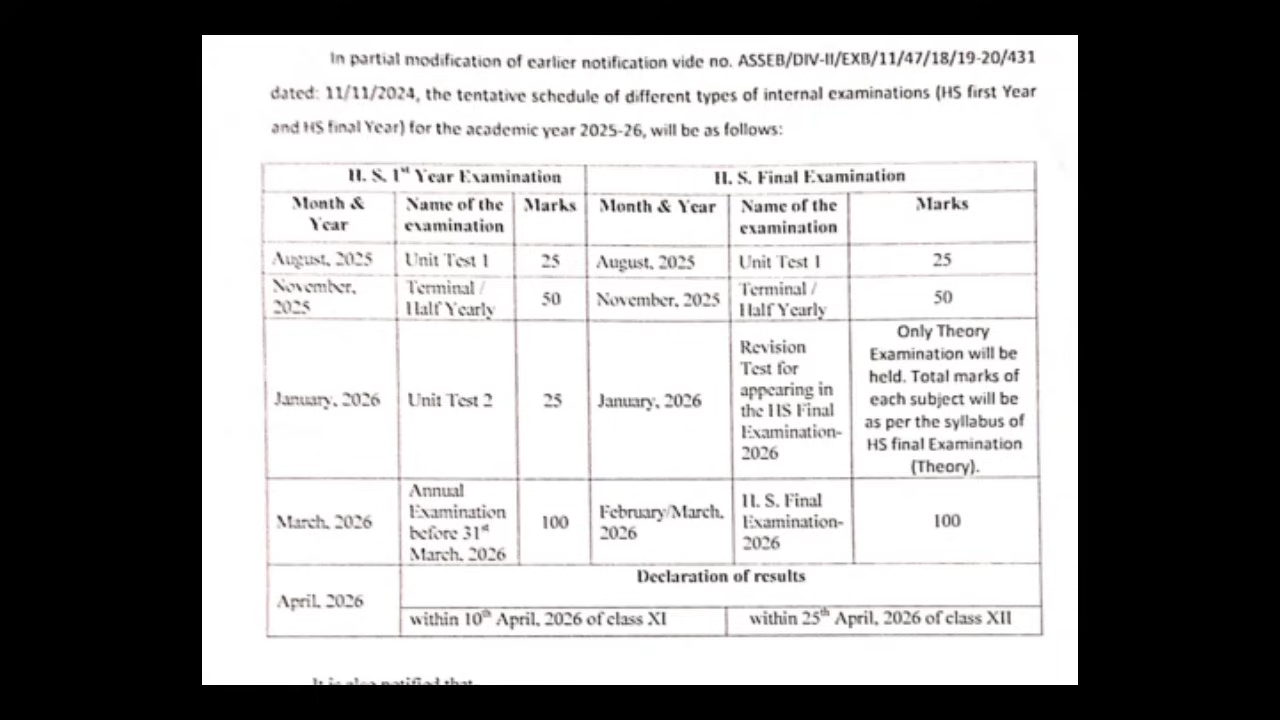 In partial modification of earlier notification vide no. ASSEB/DIV-II/EXB/11/47/18/19-20/431
dated: 11/11/2024, the tentative schedule of different types of internal examinations (HS first Year
and HS final Year) for the academic year 2025-26, will be as follows:
H. S. 1st Year Examination
H. S. Final Examination
Month &
Year
Name of the
examination
Marks
Month & Year
Name of the
examination
Marks
August, 2025
Unit Test 1
25
August, 2025
Unit Test 1
25
November,
2025
Terminal /
Half Yearly
50
November, 2025
Terminal /
Half Yearly
50
January, 2026
Unit Test 2
25
January, 2026
Revision
Test for
appearing in
the HS Final
Examination-
2026
Only Theory
Examination will be
held. Total marks of
each subject will be
as per the syllabus of
HS final Examination
(Theory).
March, 2026
Annual
Examination
before 31st
March, 2026
100
February/March,
2026
H. S. Final
Examination-
2026
100
April, 2026
Declaration of results
within 10th April, 2026 of class XI
within 25th April, 2026 of class XII
It is also notified that